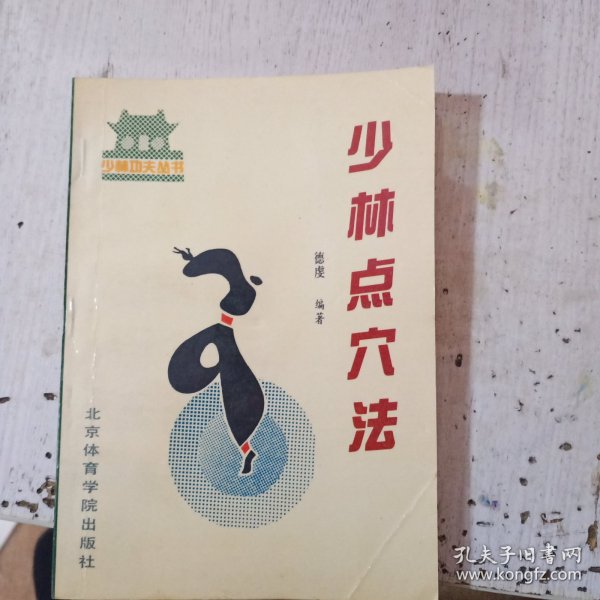 少林功夫丛书
少林点穴法
德虔 编著
北京体育学院出版社
孔夫子旧书网
www.kongfz.com